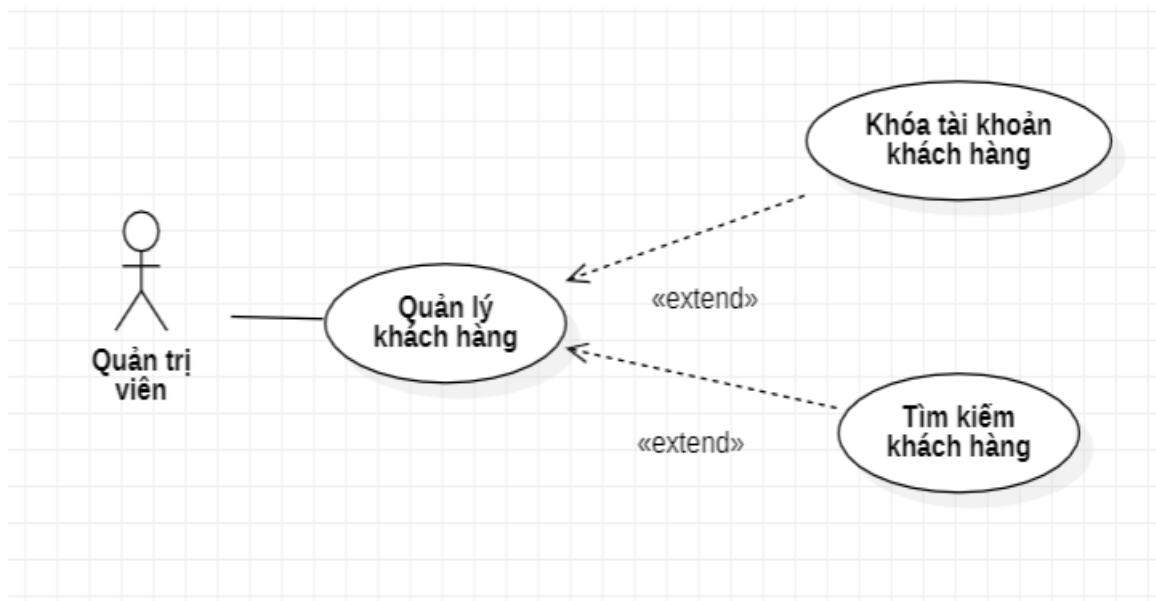 Khóa tài khoản
khách hàng
Quản lý
khách hàng
«extend»
Quản trị
viên
Tìm kiếm
khách hàng
«extend»